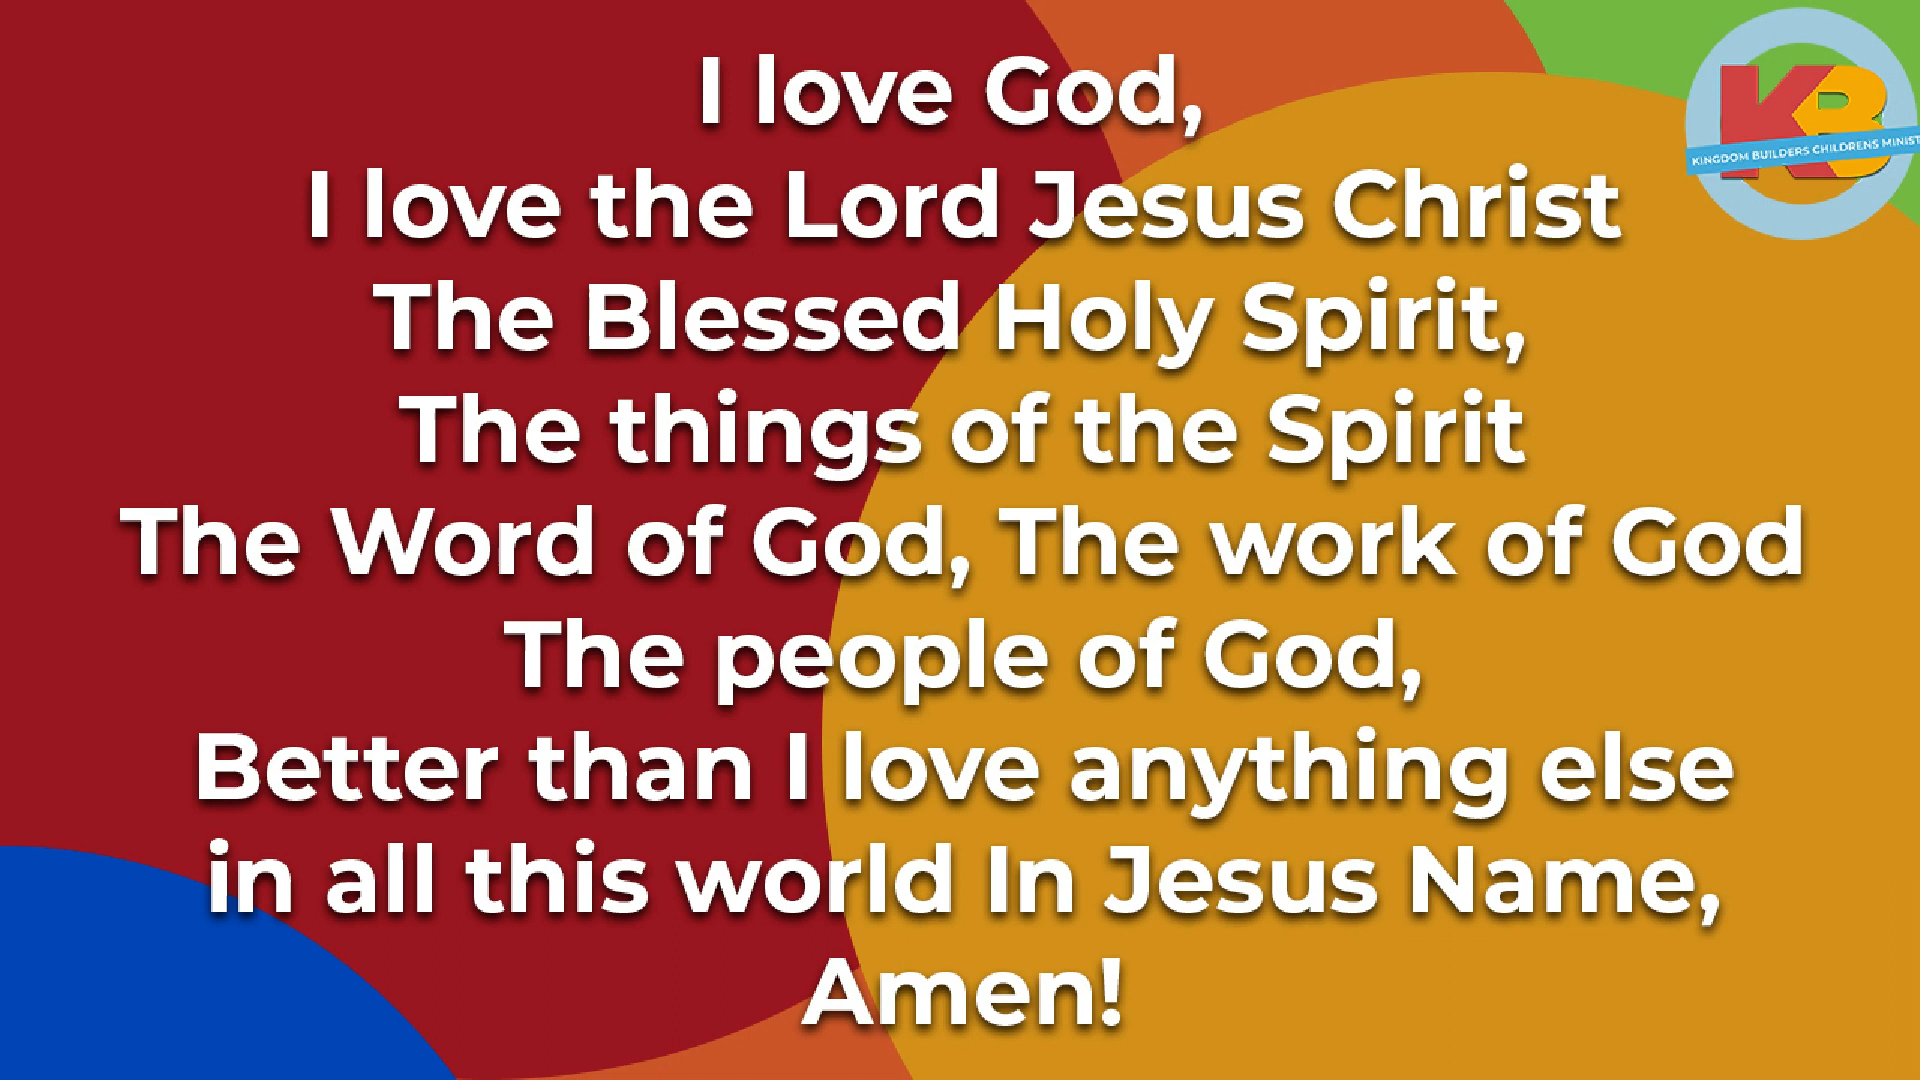 I love God,
I love the Lord Jesus Christ
The Blessed Holy Spirit,
The things of the Spirit
The Word of God, The work of God
The people of God,
Better than I love anything else
in all this world In Jesus Name,
Amen!
KB
KINGDOM BUILDERS CHILDRENS MINIST